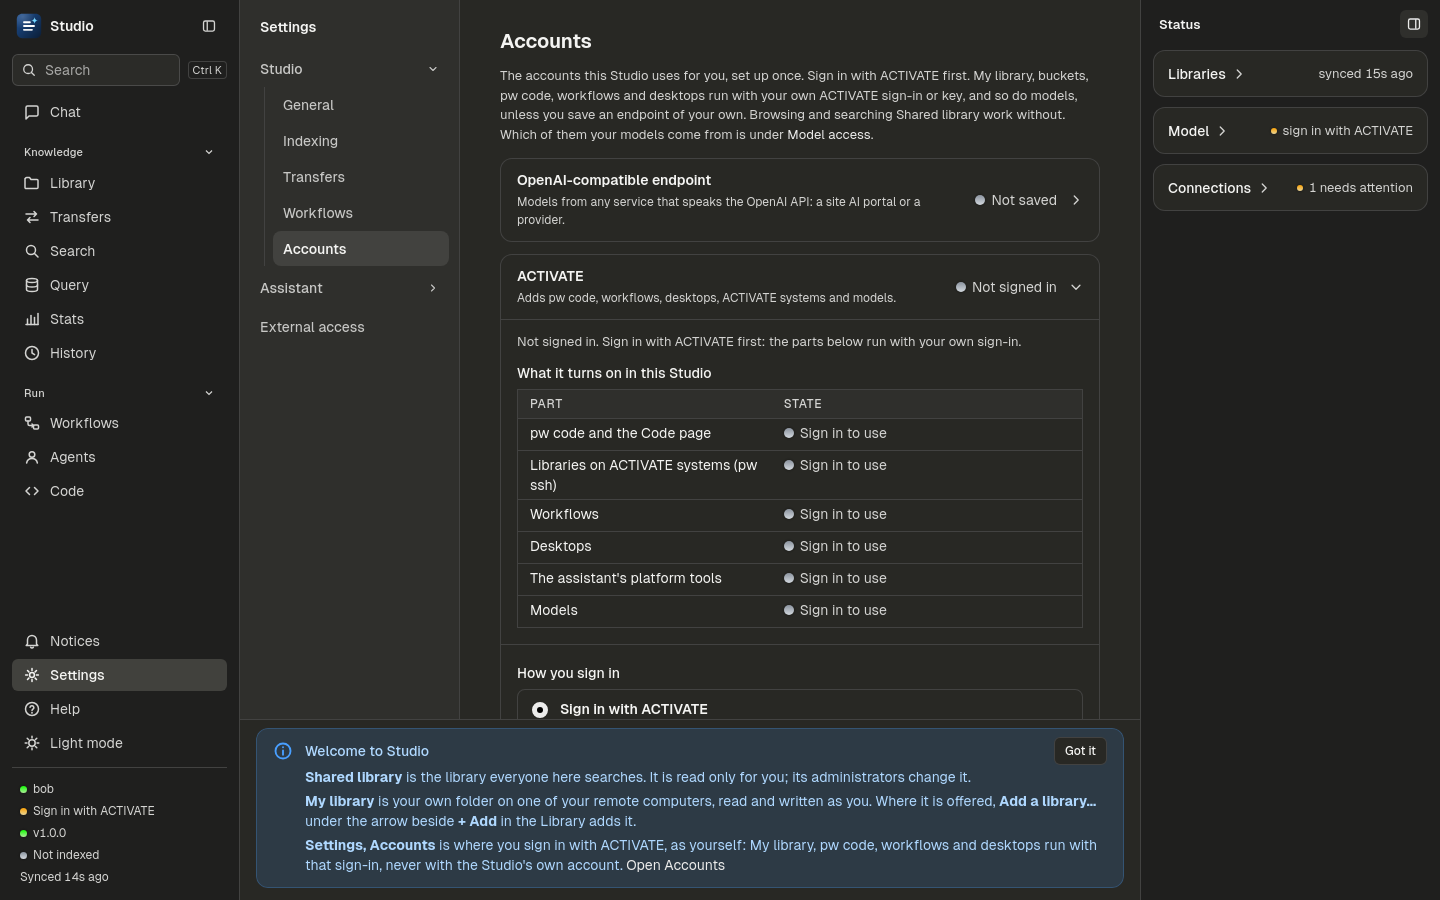 Studio
Search
Ctrl K
Chat
Knowledge
Library
Transfers
Search
Query
Stats
History
Run
Workflows
Agents
Code
Notices
Settings
Help
Light mode
bob
Sign in with ACTIVATE
v1.0.0
Not indexed
Synced 14s ago
Settings
Studio
General
Indexing
Transfers
Workflows
Accounts
Assistant
External access
Accounts
The accounts this Studio uses for you, set up once. Sign in with ACTIVATE first. My library, buckets,
pw code, workflows and desktops run with your own ACTIVATE sign-in or key, and so do models,
unless you save an endpoint of your own. Browsing and searching Shared library work without.
Which of them your models come from is under Model access.
OpenAI-compatible endpoint
Models from any service that speaks the OpenAI API: a site AI portal or a
provider.
Not saved
ACTIVATE
Adds pw code, workflows, desktops, ACTIVATE systems and models.
Not signed in
Not signed in. Sign in with ACTIVATE first: the parts below run with your own sign-in.
What it turns on in this Studio
PART STATE
pw code and the Code page Sign in to use
Libraries on ACTIVATE systems (pw Sign in to use
ssh)
Workflows Sign in to use
Desktops Sign in to use
The assistant's platform tools Sign in to use
Models Sign in to use
How you sign in
Sign in with ACTIVATE
Welcome to Studio
Got it
Shared library is the library everyone here searches. It is read only for you; its administrators change it.
My library is your own folder on one of your remote computers, read and written as you. Where it is offered, Add a library...
under the arrow beside + Add in the Library adds it.
Settings, Accounts is where you sign in with ACTIVATE, as yourself: My library, pw code, workflows and desktops run with
that sign-in, never with the Studio's own account. Open Accounts
Status
Libraries synced 15s ago
Model sign in with ACTIVATE
Connections 1 needs attention